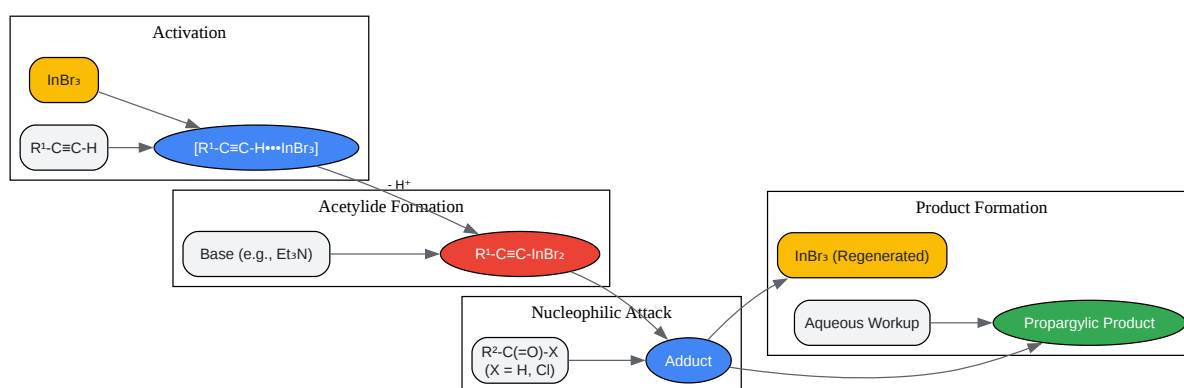 Activation
InBr₃
R¹-C≡C-H
[R¹-C≡C-H•••InBr₃]
- H⁺
Acetylide Formation
Base (e.g., Et₃N)
R¹-C≡C-InBr₂
Nucleophilic Attack
R²-C(=O)-X
(X = H, Cl)
Adduct
Product Formation
InBr₃ (Regenerated)
Aqueous Workup
Propargylic Product